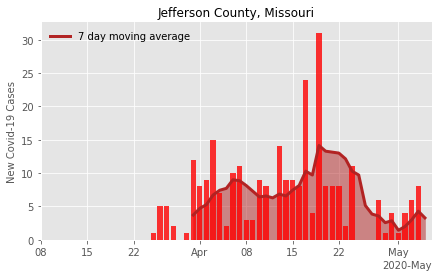 Jefferson County, Missouri
7 day moving average
New Covid-19 Cases
30
25
20
15
10
5
0
08 15 22 Apr 08 15 22 May
2020-May